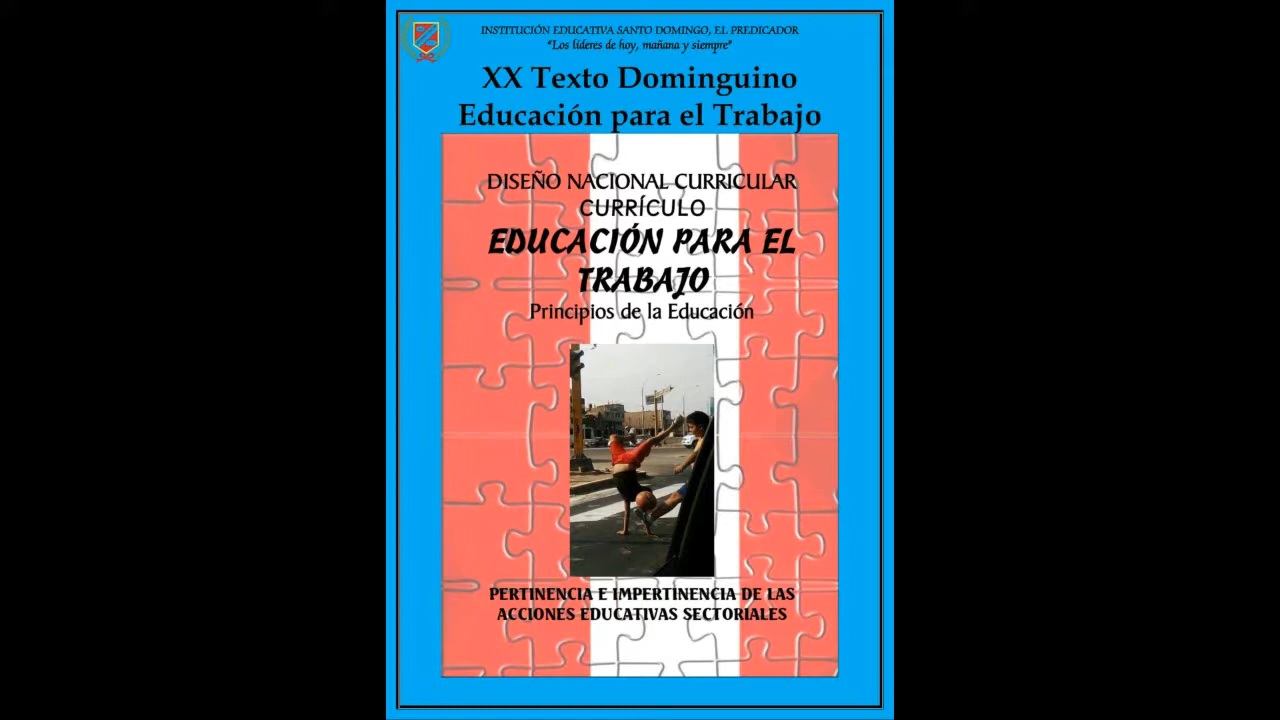 INSTITUCIÓN EDUCATIVA SANTO DOMINGO, EL PREDICADOR
"Los líderes de hoy, mañana y siempre"
XX Texto Dominguino
Educación para el Trabajo
DISEÑO NACIONAL CURRICULAR
CURRÍCULO
EDUCACIÓN PARA EL
TRABAJO
Principios de la Educación
PERTINENCIA E IMPERTINENCIA DE LAS
ACCIONES EDUCATIVAS SECTORIALES